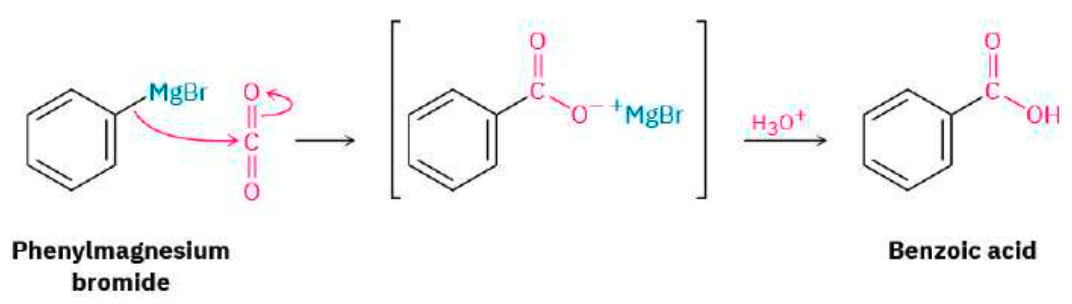 O
MgBr
O
C
O
O
C
O⁻ ⁺MgBr
H₃O⁺
O
C
OH
Phenylmagnesium
bromide
Benzoic acid